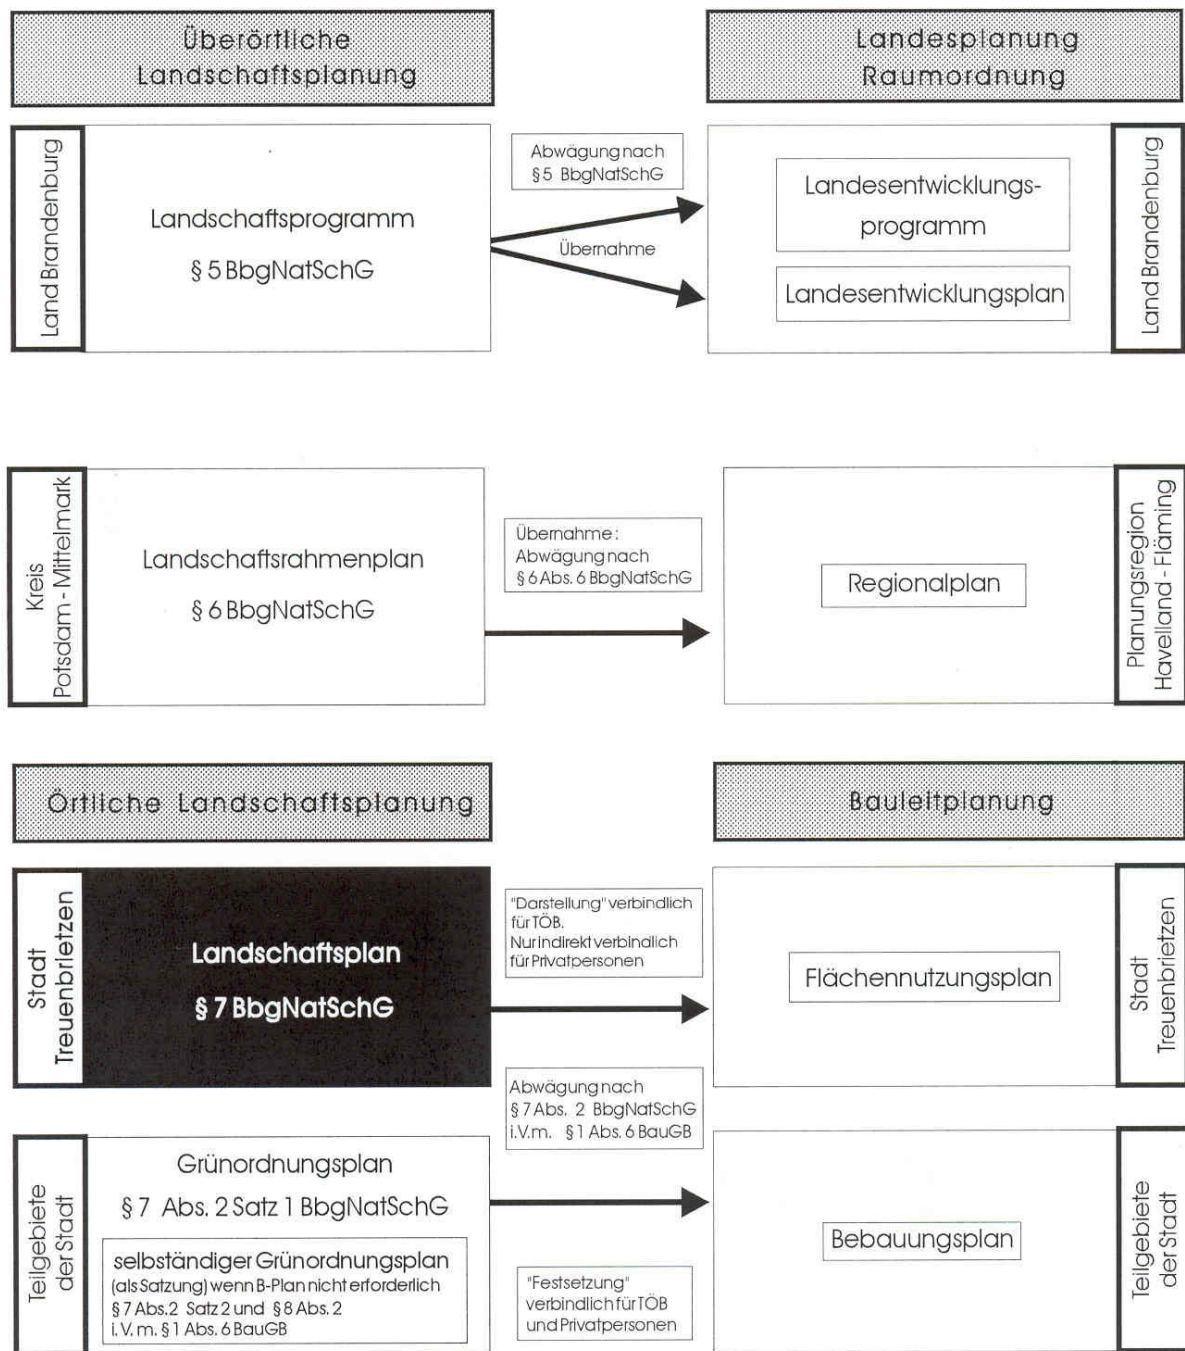 Überörtliche
Landschaftsplanung
Landesplanung
Raumordnung
Land Brandenburg
Landschaftsprogramm
§ 5 BbgNatSchG
Abwägung nach
§ 5 BbgNatSchG
Übernahme
Landesentwicklungs-
programm
Landesentwicklungsplan
Land Brandenburg
Kreis
Potsdam - Mittelmark
Landschaftsrahmenplan
§ 6 BbgNatSchG
Übernahme:
Abwägung nach
§ 6 Abs. 6 BbgNatSchG
Regionalplan
Planungsregion
Havelland - Fläming
Örtliche Landschaftsplanung
Bauleitplanung
Stadt
Treuenbrietzen
Landschaftsplan
§ 7 BbgNatSchG
"Darstellung" verbindlich
für TÖB.
Nur indirekt verbindlich
für Privatpersonen
Flächennutzungsplan
Stadt
Treuenbrietzen
Abwägung nach
§ 7 Abs. 2 BbgNatSchG
i.V.m. § 1 Abs. 6 BauGB
Teilgebiete
der Stadt
Grünordnungsplan
§ 7 Abs. 2 Satz 1 BbgNatSchG
selbständiger Grünordnungsplan
(als Satzung) wenn B-Plan nicht erforderlich
§ 7 Abs. 2 Satz 2 und § 8 Abs. 2
i. V. m. § 1 Abs. 6 BauGB
"Festsetzung"
verbindlich für TÖB
und Privatpersonen
Bebauungsplan
Teilgebiete
der Stadt